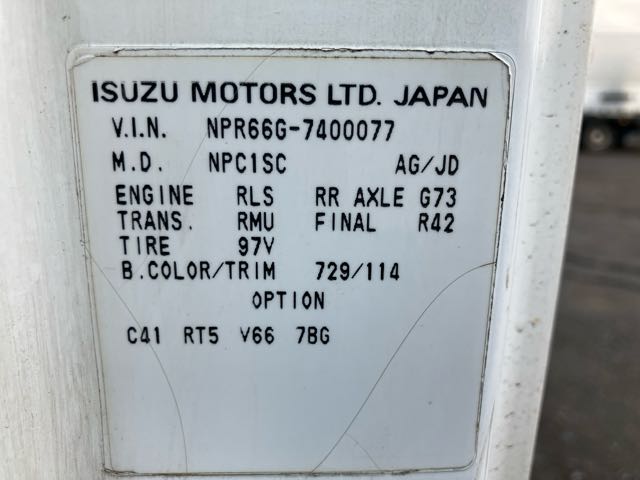 ISUZU MOTORS LTD. JAPAN
V.I.N. NPR66G-7400077
M.D. NPC1SC AG/JD
ENGINE RLS RR AXLE G73
TRANS. RMU FINAL R42
TIRE 97V
B.COLOR/TRIM 729/114
OPTION
C41 RT5 V66 7BG